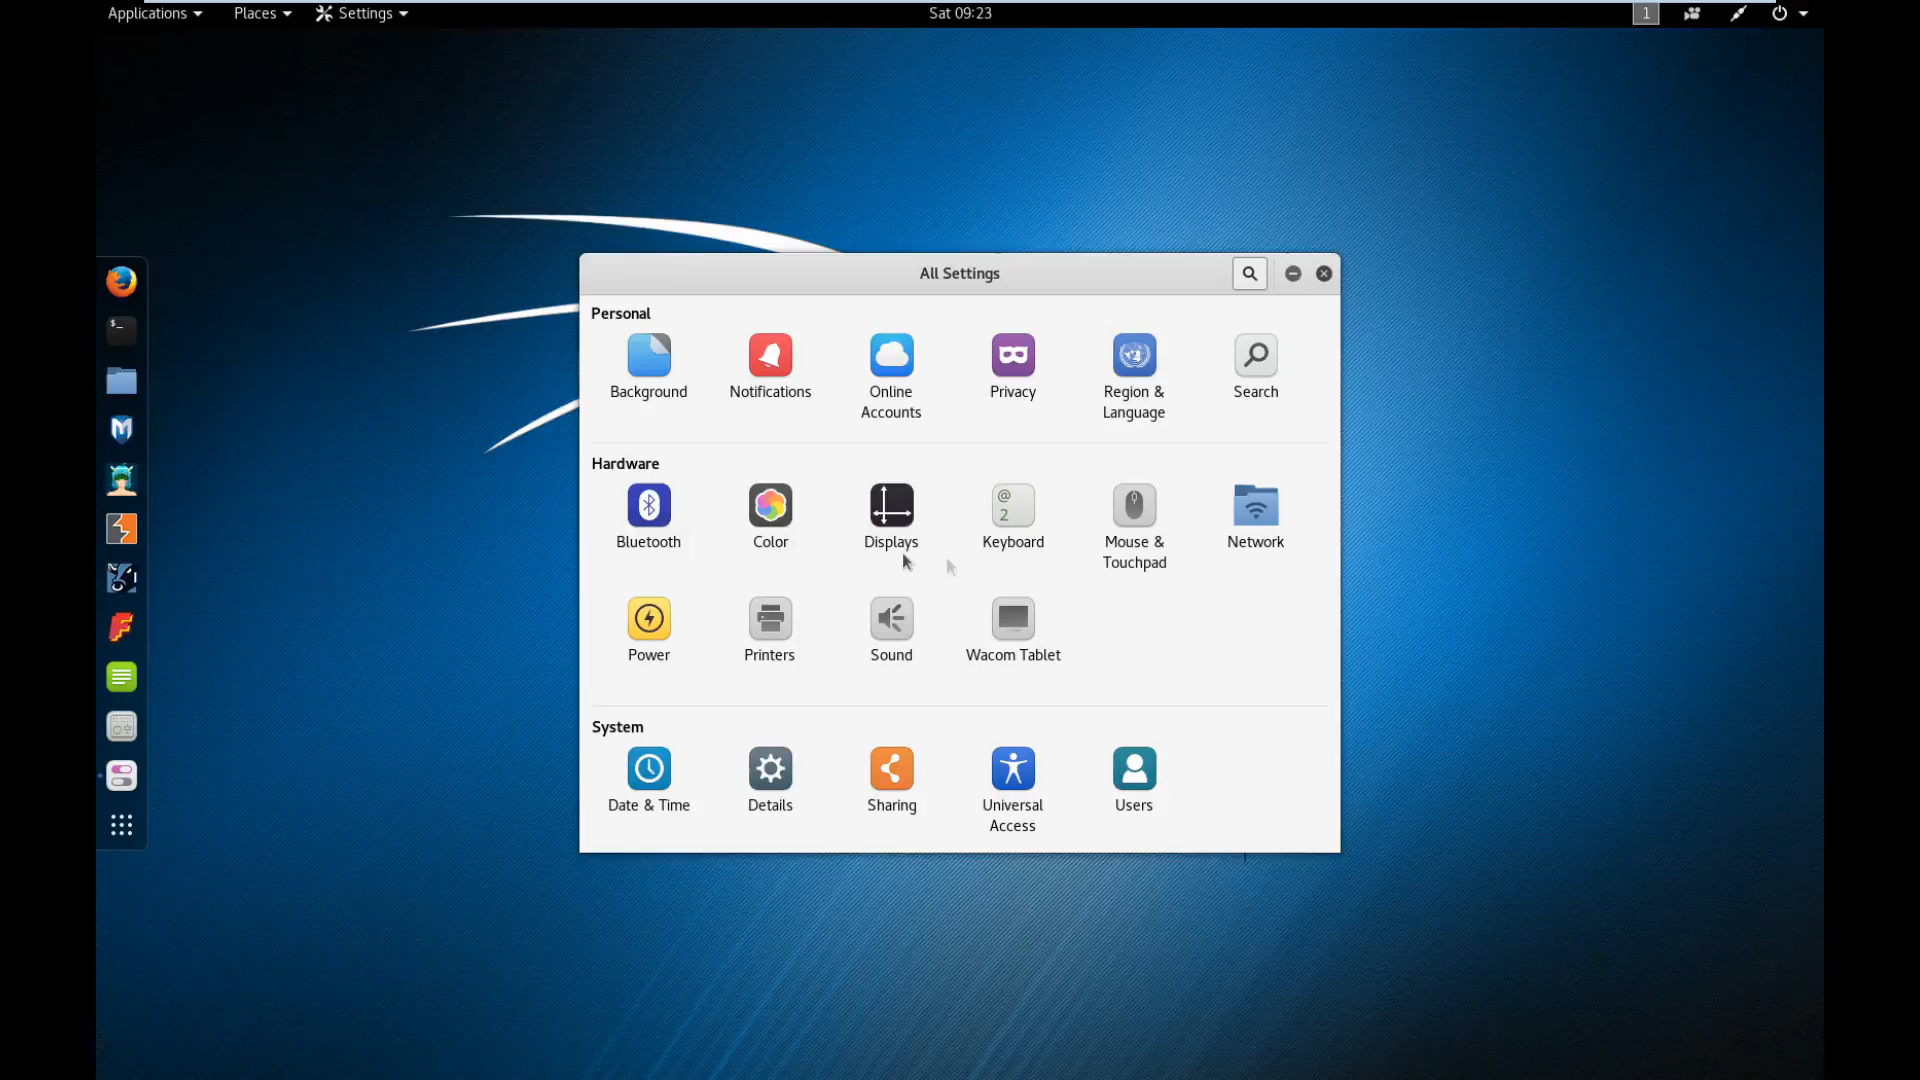 Applications Places Settings Sat 09:23 1
All Settings
Personal
Background Notifications Online Accounts Privacy Region & Language Search
Hardware
Bluetooth Color Displays Keyboard Mouse & Touchpad Network
@
2
Power Printers Sound Wacom Tablet
System
Date & Time Details Sharing Universal Access Users
$_